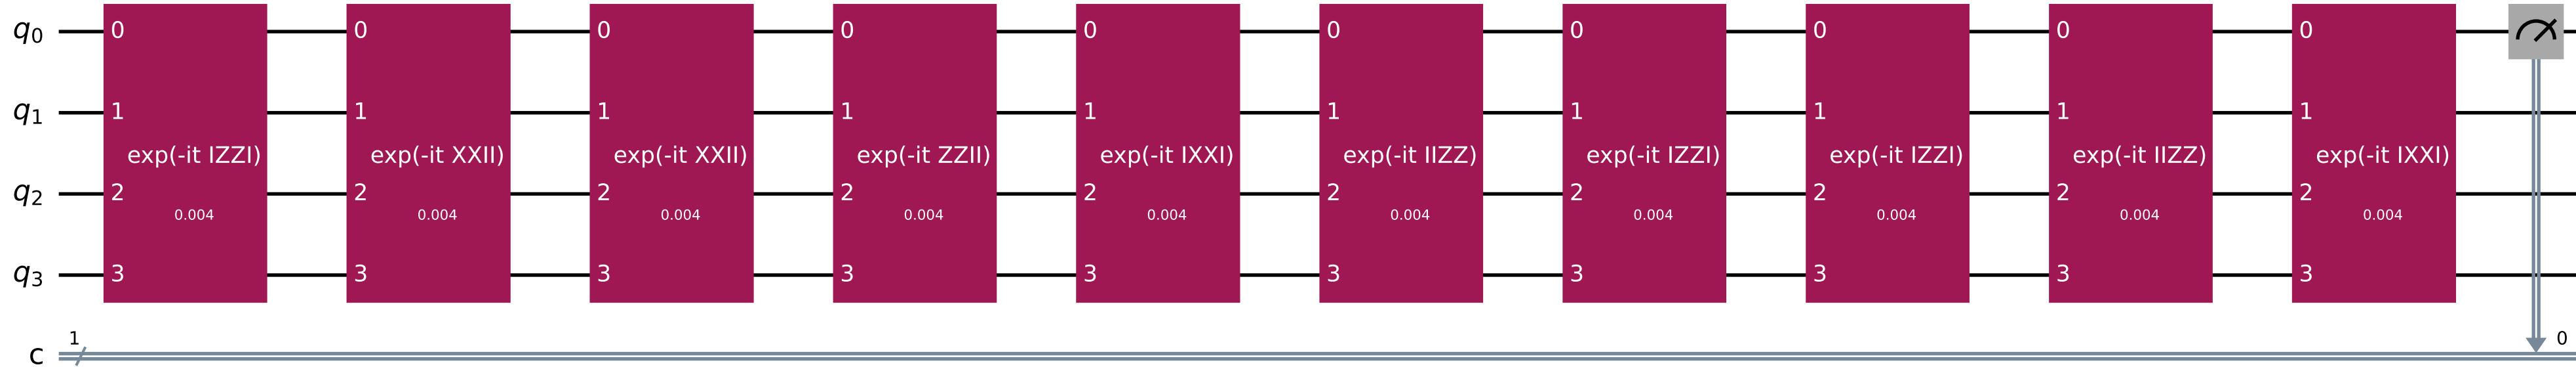 q0 0 0 0 0 0 0 0 0 0 0
q1 1 1 1 1 1 1 1 1 1 1
exp(-it IZZI) exp(-it XXII) exp(-it XXII) exp(-it ZZII) exp(-it IXXI) exp(-it IIZZ) exp(-it IZZI) exp(-it IZZI) exp(-it IIZZ) exp(-it IXXI)
q2 2 2 2 2 2 2 2 2 2 2
0.004 0.004 0.004 0.004 0.004 0.004 0.004 0.004 0.004 0.004
q3 3 3 3 3 3 3 3 3 3 3
1 0
c